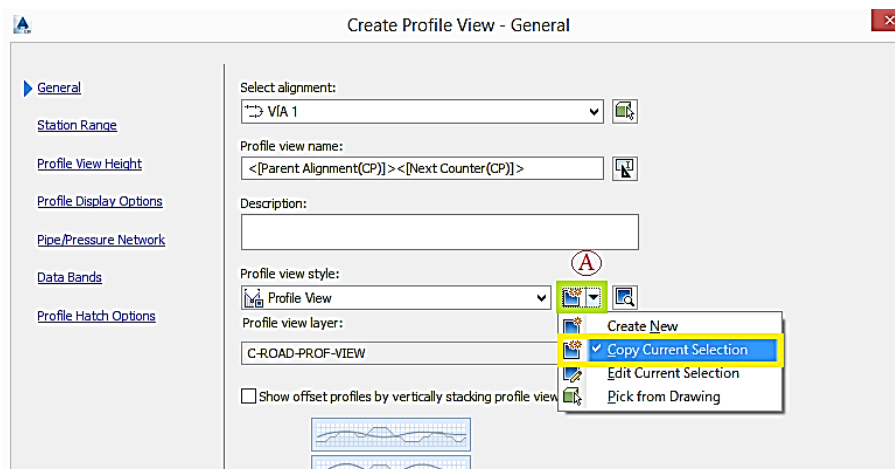 Create Profile View - General
General
Station Range
Profile View Height
Profile Display Options
Pipe/Pressure Network
Data Bands
Profile Hatch Options
Select alignment:
VÍA 1
Profile view name:
<[Parent Alignment(CP)]><[Next Counter(CP)]>
Description:
A
Profile view style:
Profile View
Profile view layer:
C-ROAD-PROF-VIEW
Create New
Copy Current Selection
Edit Current Selection
Pick from Drawing
Show offset profiles by vertically stacking profile view